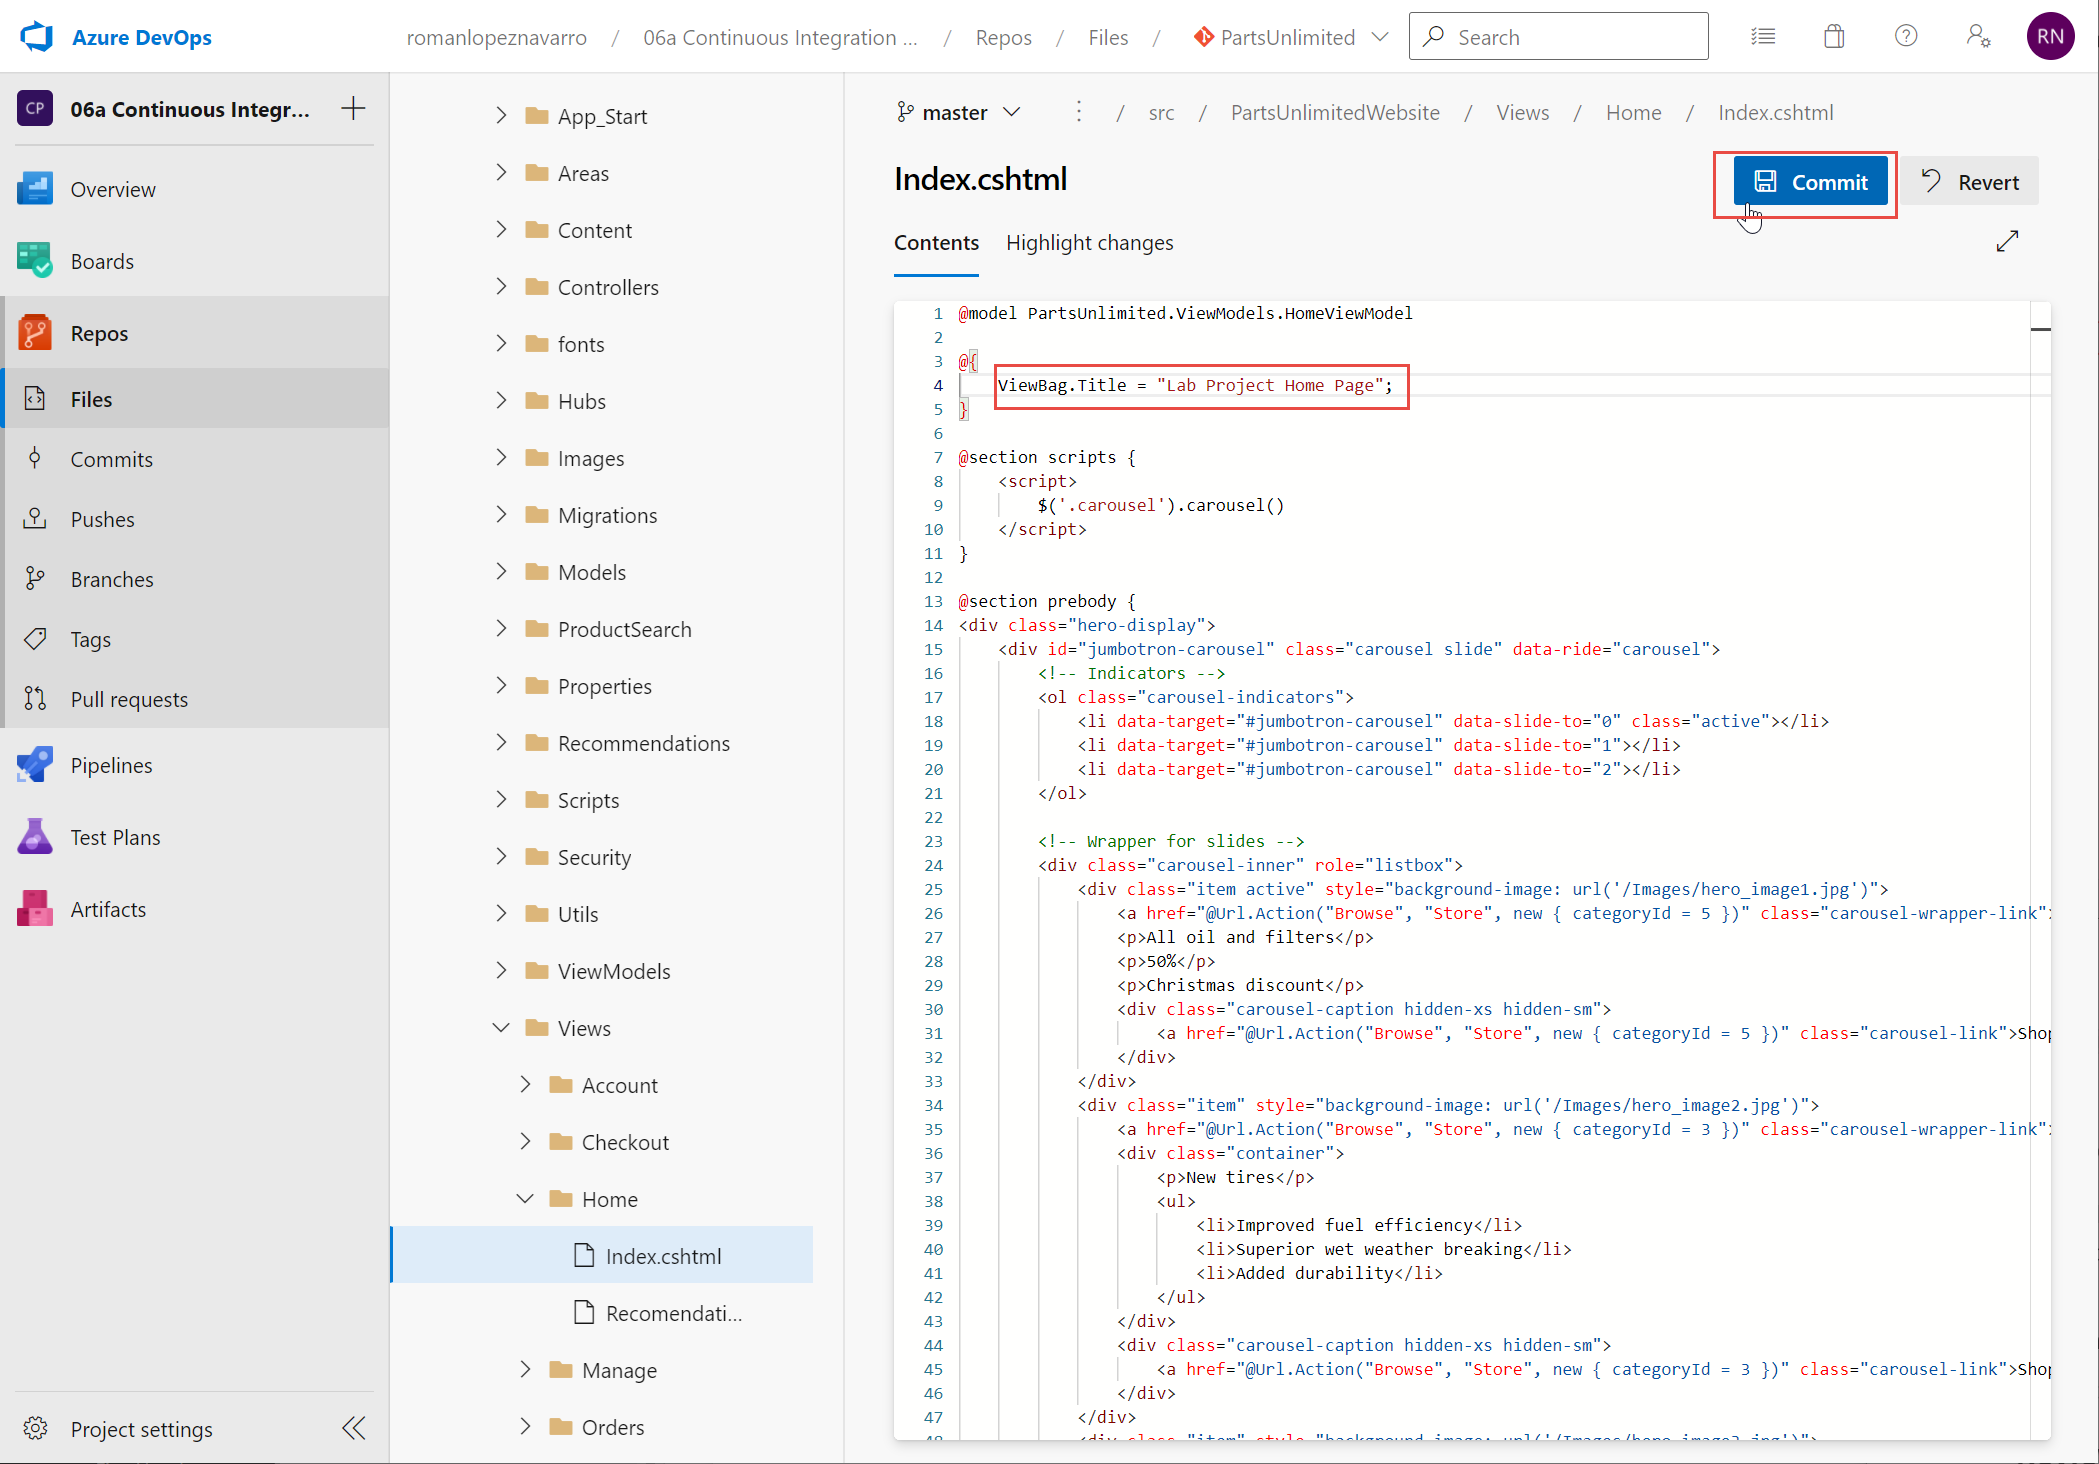 Azure DevOps
romanlopeznavarro / 06a Continuous Integration ... / Repos / Files / PartsUnlimited
Search
RN
CP
06a Continuous Integr...
Overview
Boards
Repos
Files
Commits
Pushes
Branches
Tags
Pull requests
Pipelines
Test Plans
Artifacts
Project settings
App_Start
Areas
Content
Controllers
fonts
Hubs
Images
Migrations
Models
ProductSearch
Properties
Recommendations
Scripts
Security
Utils
ViewModels
Views
Account
Checkout
Home
Index.cshtml
Recomendati...
Manage
Orders
master / src / PartsUnlimitedWebsite / Views / Home / Index.cshtml
Index.cshtml
Commit
Revert
Contents
Highlight changes
1 @model PartsUnlimited.ViewModels.HomeViewModel
2
3 @{
4 ViewBag.Title = "Lab Project Home Page";
5 }
6
7 @section scripts {
8 <script>
9 $('.carousel').carousel()
10 </script>
11 }
12
13 @section prebody {
14 <div class="hero-display">
15 <div id="jumbotron-carousel" class="carousel slide" data-ride="carousel">
16 <!-- Indicators -->
17 <ol class="carousel-indicators">
18 <li data-target="#jumbotron-carousel" data-slide-to="0" class="active"></li>
19 <li data-target="#jumbotron-carousel" data-slide-to="1"></li>
20 <li data-target="#jumbotron-carousel" data-slide-to="2"></li>
21 </ol>
22
23 <!-- Wrapper for slides -->
24 <div class="carousel-inner" role="listbox">
25 <div class="item active" style="background-image: url('/Images/hero_image1.jpg')">
26 <a href="@Url.Action("Browse", "Store", new { categoryId = 5 })" class="carousel-wrapper-link">
27 <p>All oil and filters</p>
28 <p>50%</p>
29 <p>Christmas discount</p>
30 <div class="carousel-caption hidden-xs hidden-sm">
31 <a href="@Url.Action("Browse", "Store", new { categoryId = 5 })" class="carousel-link">Shop
32 </div>
33 </div>
34 <div class="item" style="background-image: url('/Images/hero_image2.jpg')">
35 <a href="@Url.Action("Browse", "Store", new { categoryId = 3 })" class="carousel-wrapper-link">
36 <div class="container">
37 <p>New tires</p>
38 <ul>
39 <li>Improved fuel efficiency</li>
40 <li>Superior wet weather breaking</li>
41 <li>Added durability</li>
42 </ul>
43 </div>
44 <div class="carousel-caption hidden-xs hidden-sm">
45 <a href="@Url.Action("Browse", "Store", new { categoryId = 3 })" class="carousel-link">Shop
46 </div>
47 </div>
48 <div class="item" style="background-image: url('/Images/hero_image3.jpg')">